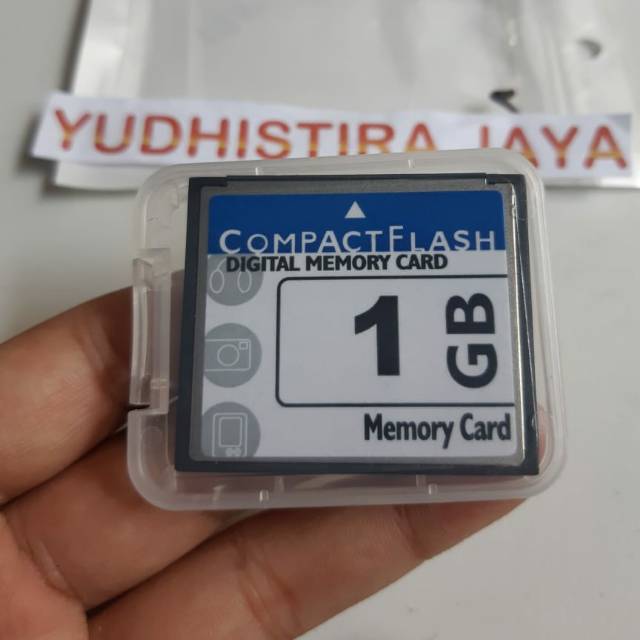 YUDHISTIRA JAYA
COMPACTFLASH
DIGITAL MEMORY CARD
1 GB
Memory Card